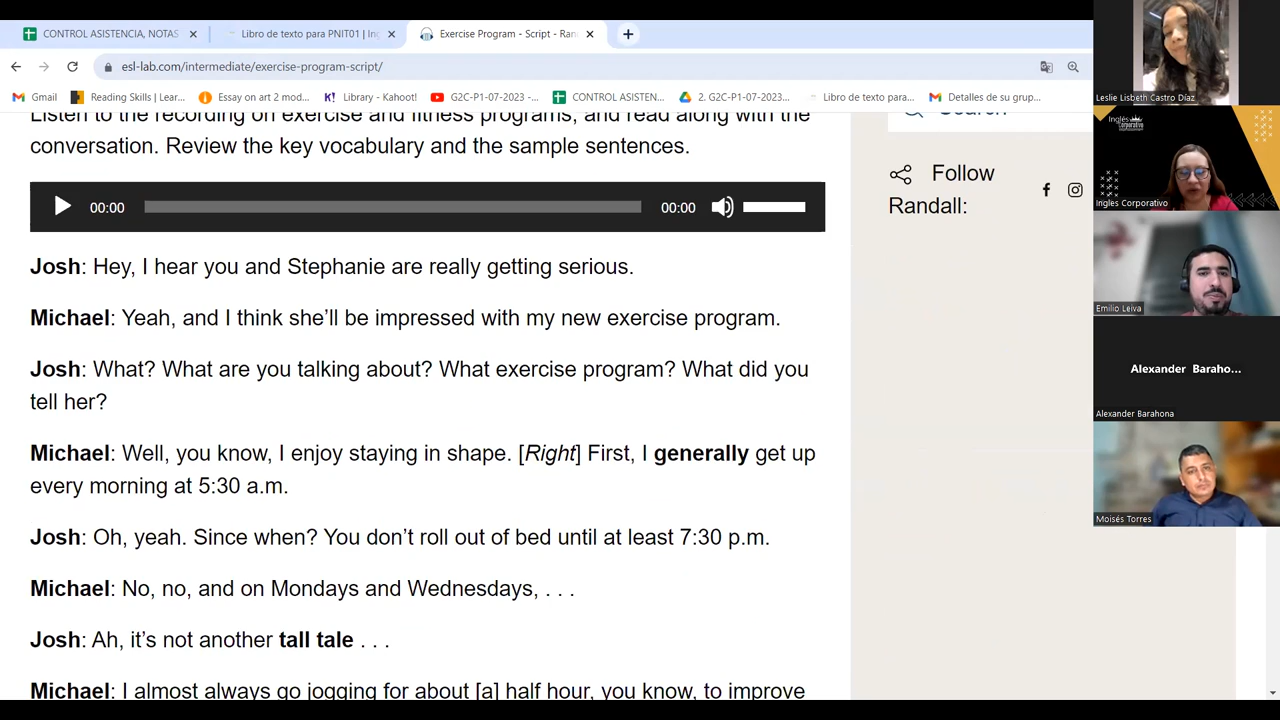 CONTROL ASISTENCIA, NOTAS
Libro de texto para PNIT01 | Ing
Exercise Program - Script - Ran
esl-lab.com/intermediate/exercise-program-script/
Gmail
Reading Skills | Lear...
Essay on art 2 mod...
Library - Kahoot!
G2C-P1-07-2023 -...
CONTROL ASISTEN...
2. G2C-P1-07-2023...
Libro de texto para...
Detalles de su grup...
Listen to the recording on exercise and fitness programs, and read along with the
conversation. Review the key vocabulary and the sample sentences.
00:00
00:00
Josh: Hey, I hear you and Stephanie are really getting serious.
Michael: Yeah, and I think she’ll be impressed with my new exercise program.
Josh: What? What are you talking about? What exercise program? What did you
tell her?
Michael: Well, you know, I enjoy staying in shape. [Right] First, I generally get up
every morning at 5:30 a.m.
Josh: Oh, yeah. Since when? You don’t roll out of bed until at least 7:30 p.m.
Michael: No, no, and on Mondays and Wednesdays, . . .
Josh: Ah, it’s not another tall tale . . .
Michael: I almost always go jogging for about [a] half hour, you know, to improve
Search
Follow
Randall:
Leslie Lisbeth Castro Díaz
Inglés
Corporativo
Ingles Corporativo
Emilio Leiva
Alexander Baraho...
Alexander Barahona
Moisés Torres